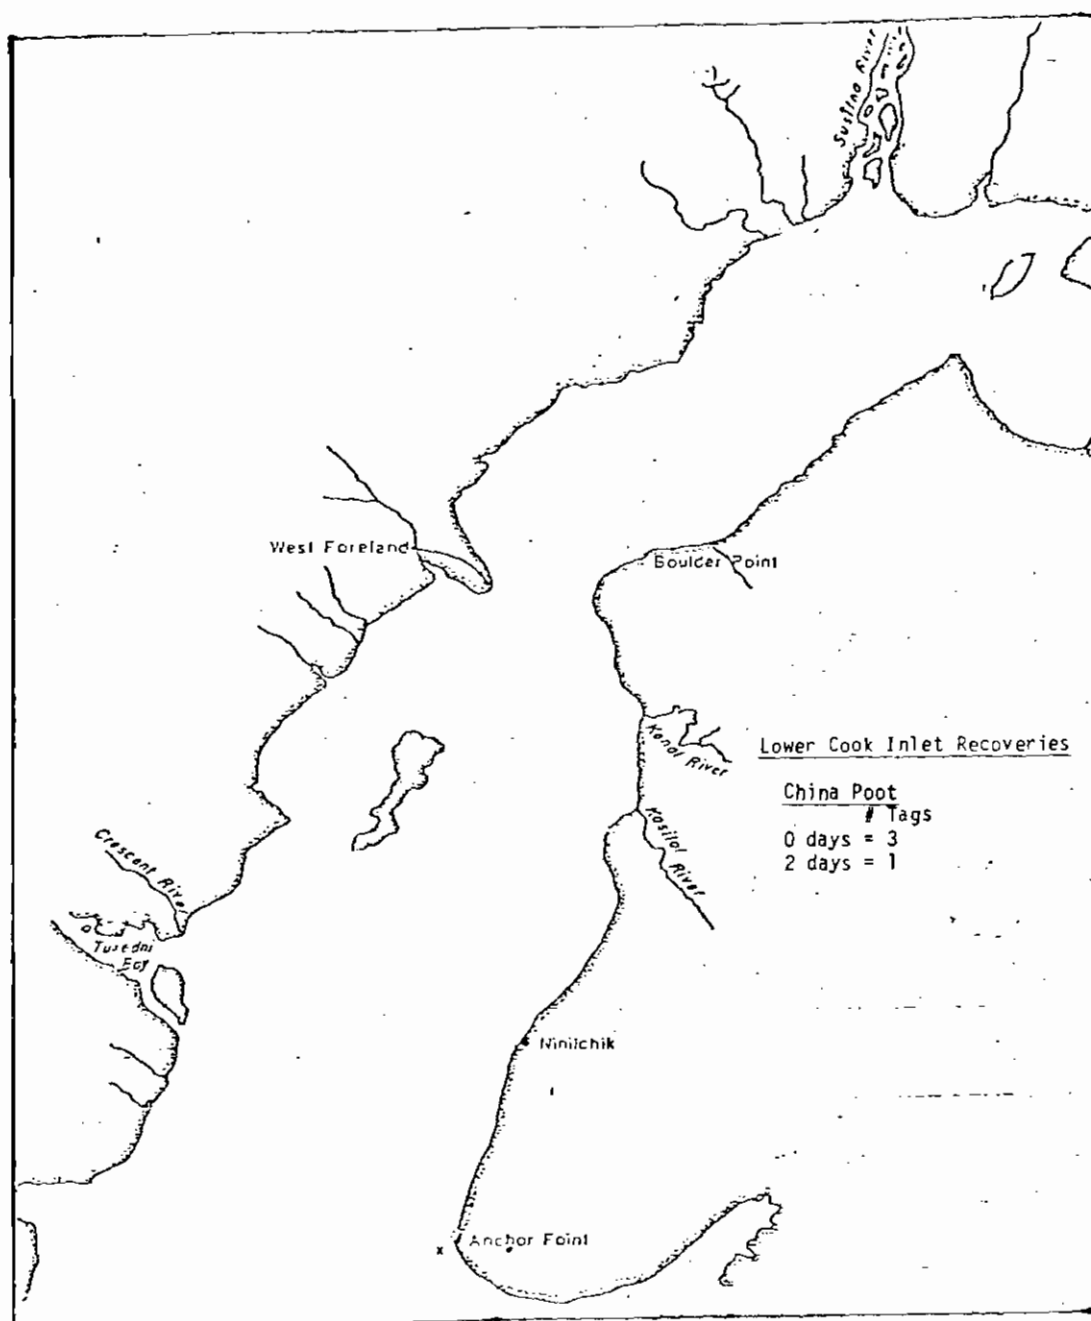 Susitna River
West Foreland
Boulder Point
Kenai River
Lower Cook Inlet Recoveries
China Poot
# Tags
0 days = 3
2 days = 1
Kasilof River
Crescent River
Tuxedni
Bay
Ninilchik
Anchor Point
x